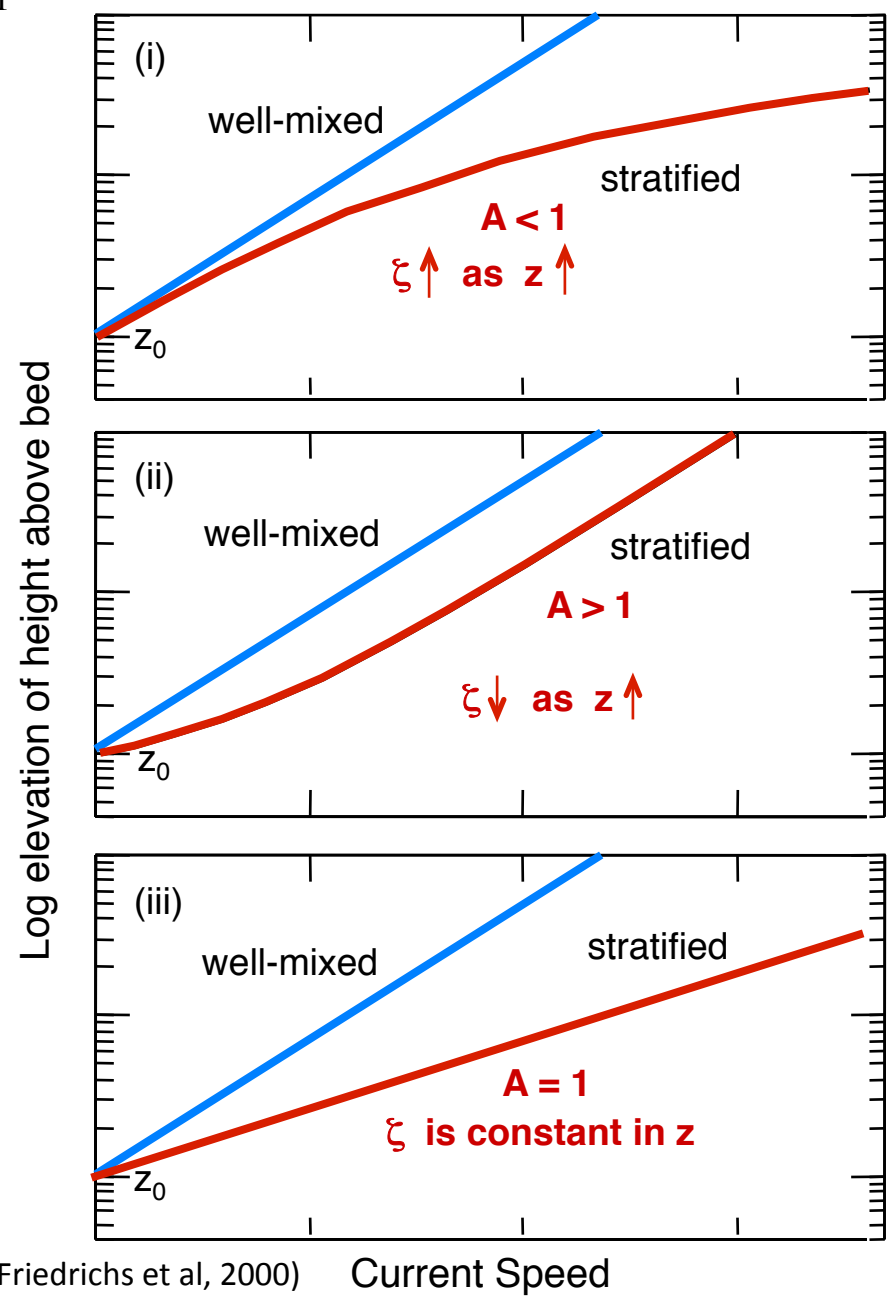 (i)
well-mixed
stratified
A < 1
ζ↑ as z↑
z₀
Log elevation of height above bed
(ii)
well-mixed
stratified
A > 1
ζ↓ as z↑
z₀
(iii)
well-mixed
stratified
A = 1
ζ is constant in z
z₀
Friedrichs et al, 2000)
Current Speed